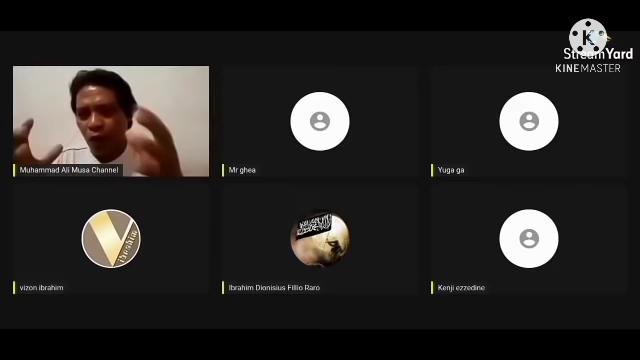 StreamYard
KINEMASTER
Muhammad Ali Musa Channel
Mr ghea
Yuga ga
vizon ibrahim
Ibrahim Dionisius Fillio Raro
Kenji ezzedine